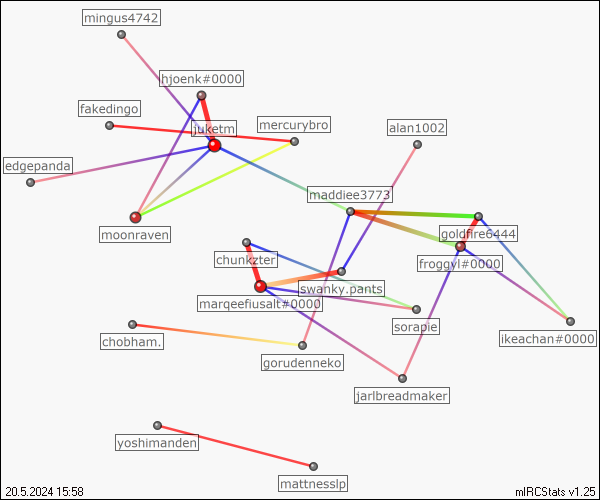 mingus4742
hjoenk#0000
fakedingo
juketm
mercurybro
alan1002
edgepanda
maddiee3773
moonraven
goldfire6444
chunkzter
froggyl#0000
swanky.pants
marqeefiusalt#0000
sorapie
chobham.
ikeachan#0000
gorudenneko
jarlbreadmaker
yoshimanden
mattnesslp
20.5.2024 15:58
mIRCStats v1.25